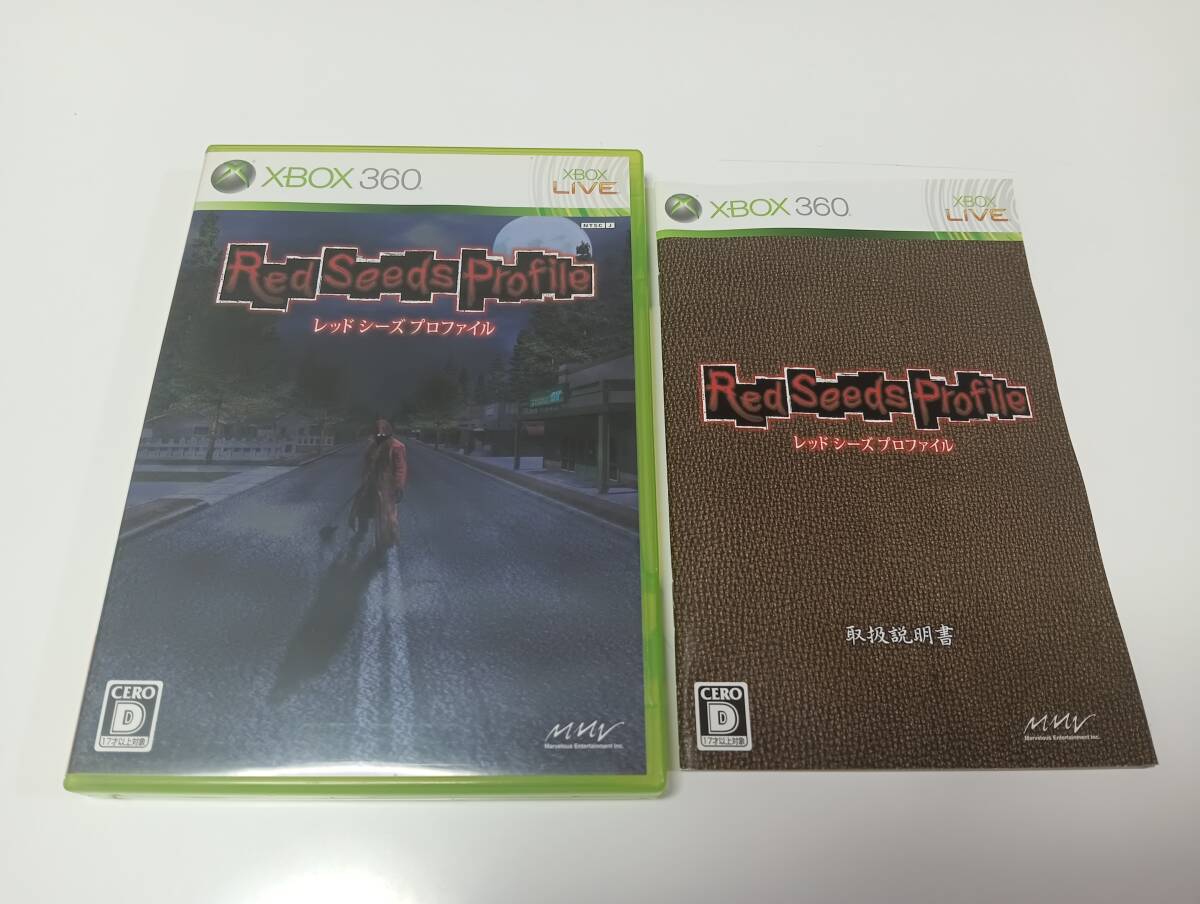 XBOX 360
XBOX LIVE
NTSC J
Red Seeds Profile
レッド シーズ プロファイル
CERO
D
17才以上対象
Marvelous Entertainment Inc.
XBOX 360
XBOX LIVE
Red Seeds Profile
レッド シーズ プロファイル
取扱説明書
CERO
D
17才以上対象
Marvelous Entertainment Inc.